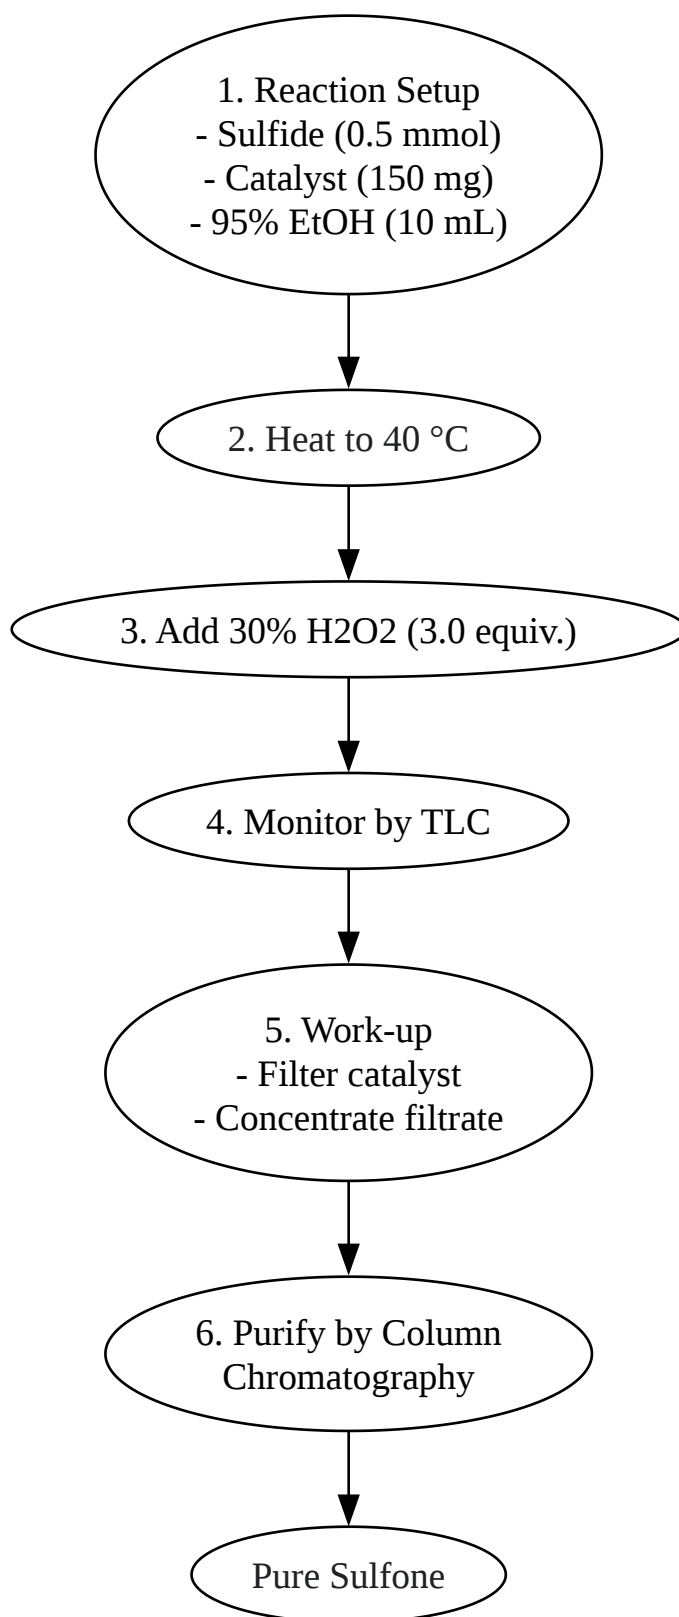 1. Reaction Setup
- Sulfide (0.5 mmol)
- Catalyst (150 mg)
- 95% EtOH (10 mL)
2. Heat to 40 °C
3. Add 30% H2O2 (3.0 equiv.)
4. Monitor by TLC
5. Work-up
- Filter catalyst
- Concentrate filtrate
6. Purify by Column
Chromatography
Pure Sulfone